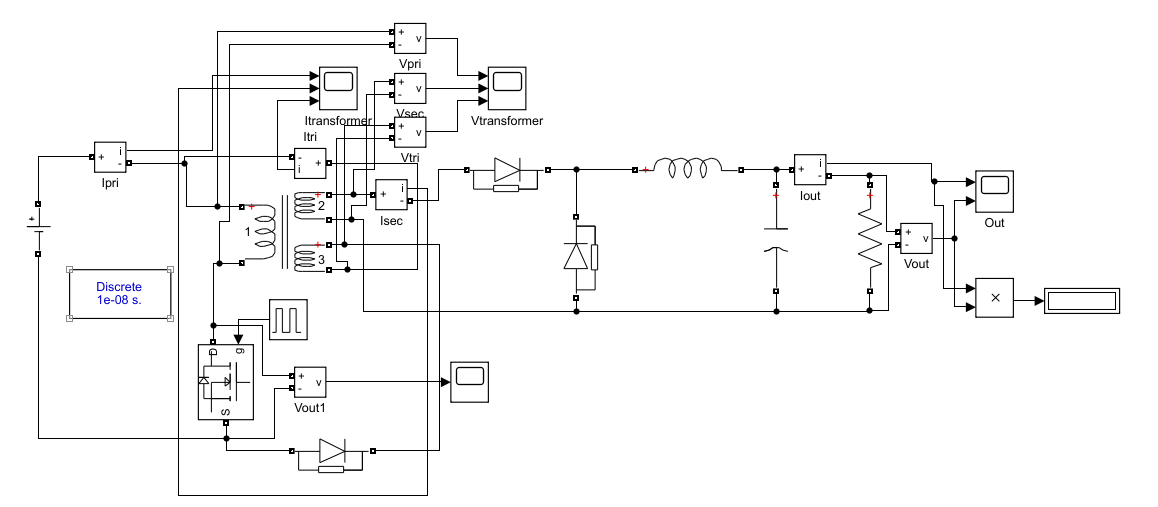 +
-
v
Vpri
+
-
v
Vsec
+
-
v
Vtri
Itransformer
Vtransformer
Itri
-
i
+
+
i
-
Ipri
+
i
-
Isec
+
1
+
2
+
3
+
Discrete
1e-08 s.
D
g
S
+
-
v
Vout1
+
+
+
i
-
Iout
+
+
-
v
Vout
Out
×